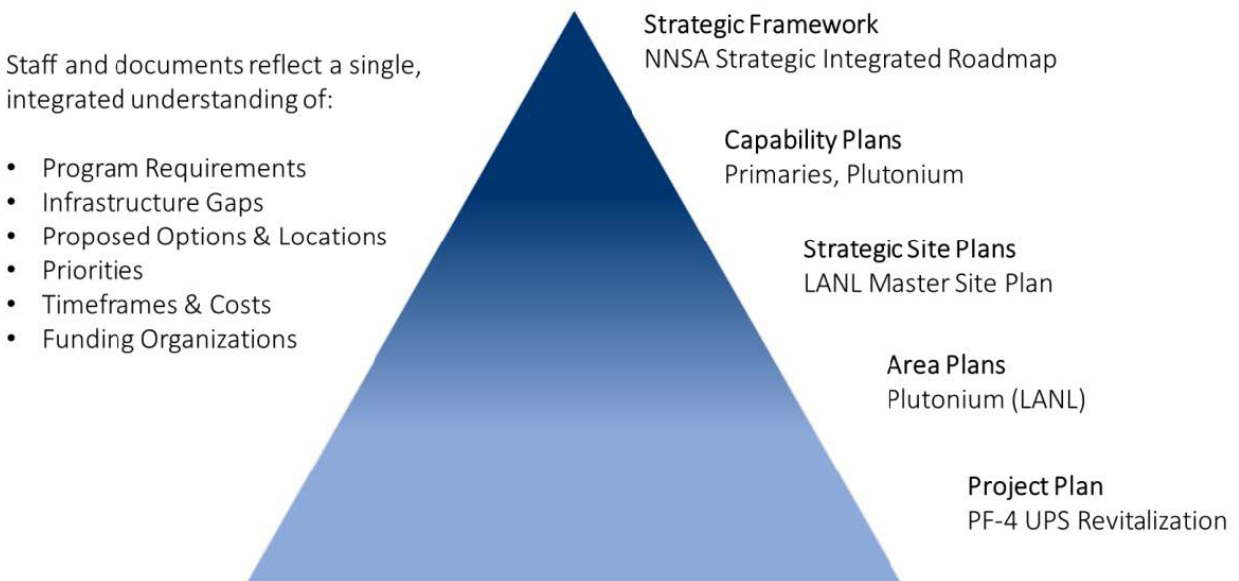 Staff and documents reflect a single,
integrated understanding of:
• Program Requirements
• Infrastructure Gaps
• Proposed Options & Locations
• Priorities
• Timeframes & Costs
• Funding Organizations
Strategic Framework
NNSA Strategic Integrated Roadmap
Capability Plans
Primaries, Plutonium
Strategic Site Plans
LANL Master Site Plan
Area Plans
Plutonium (LANL)
Project Plan
PF-4 UPS Revitalization